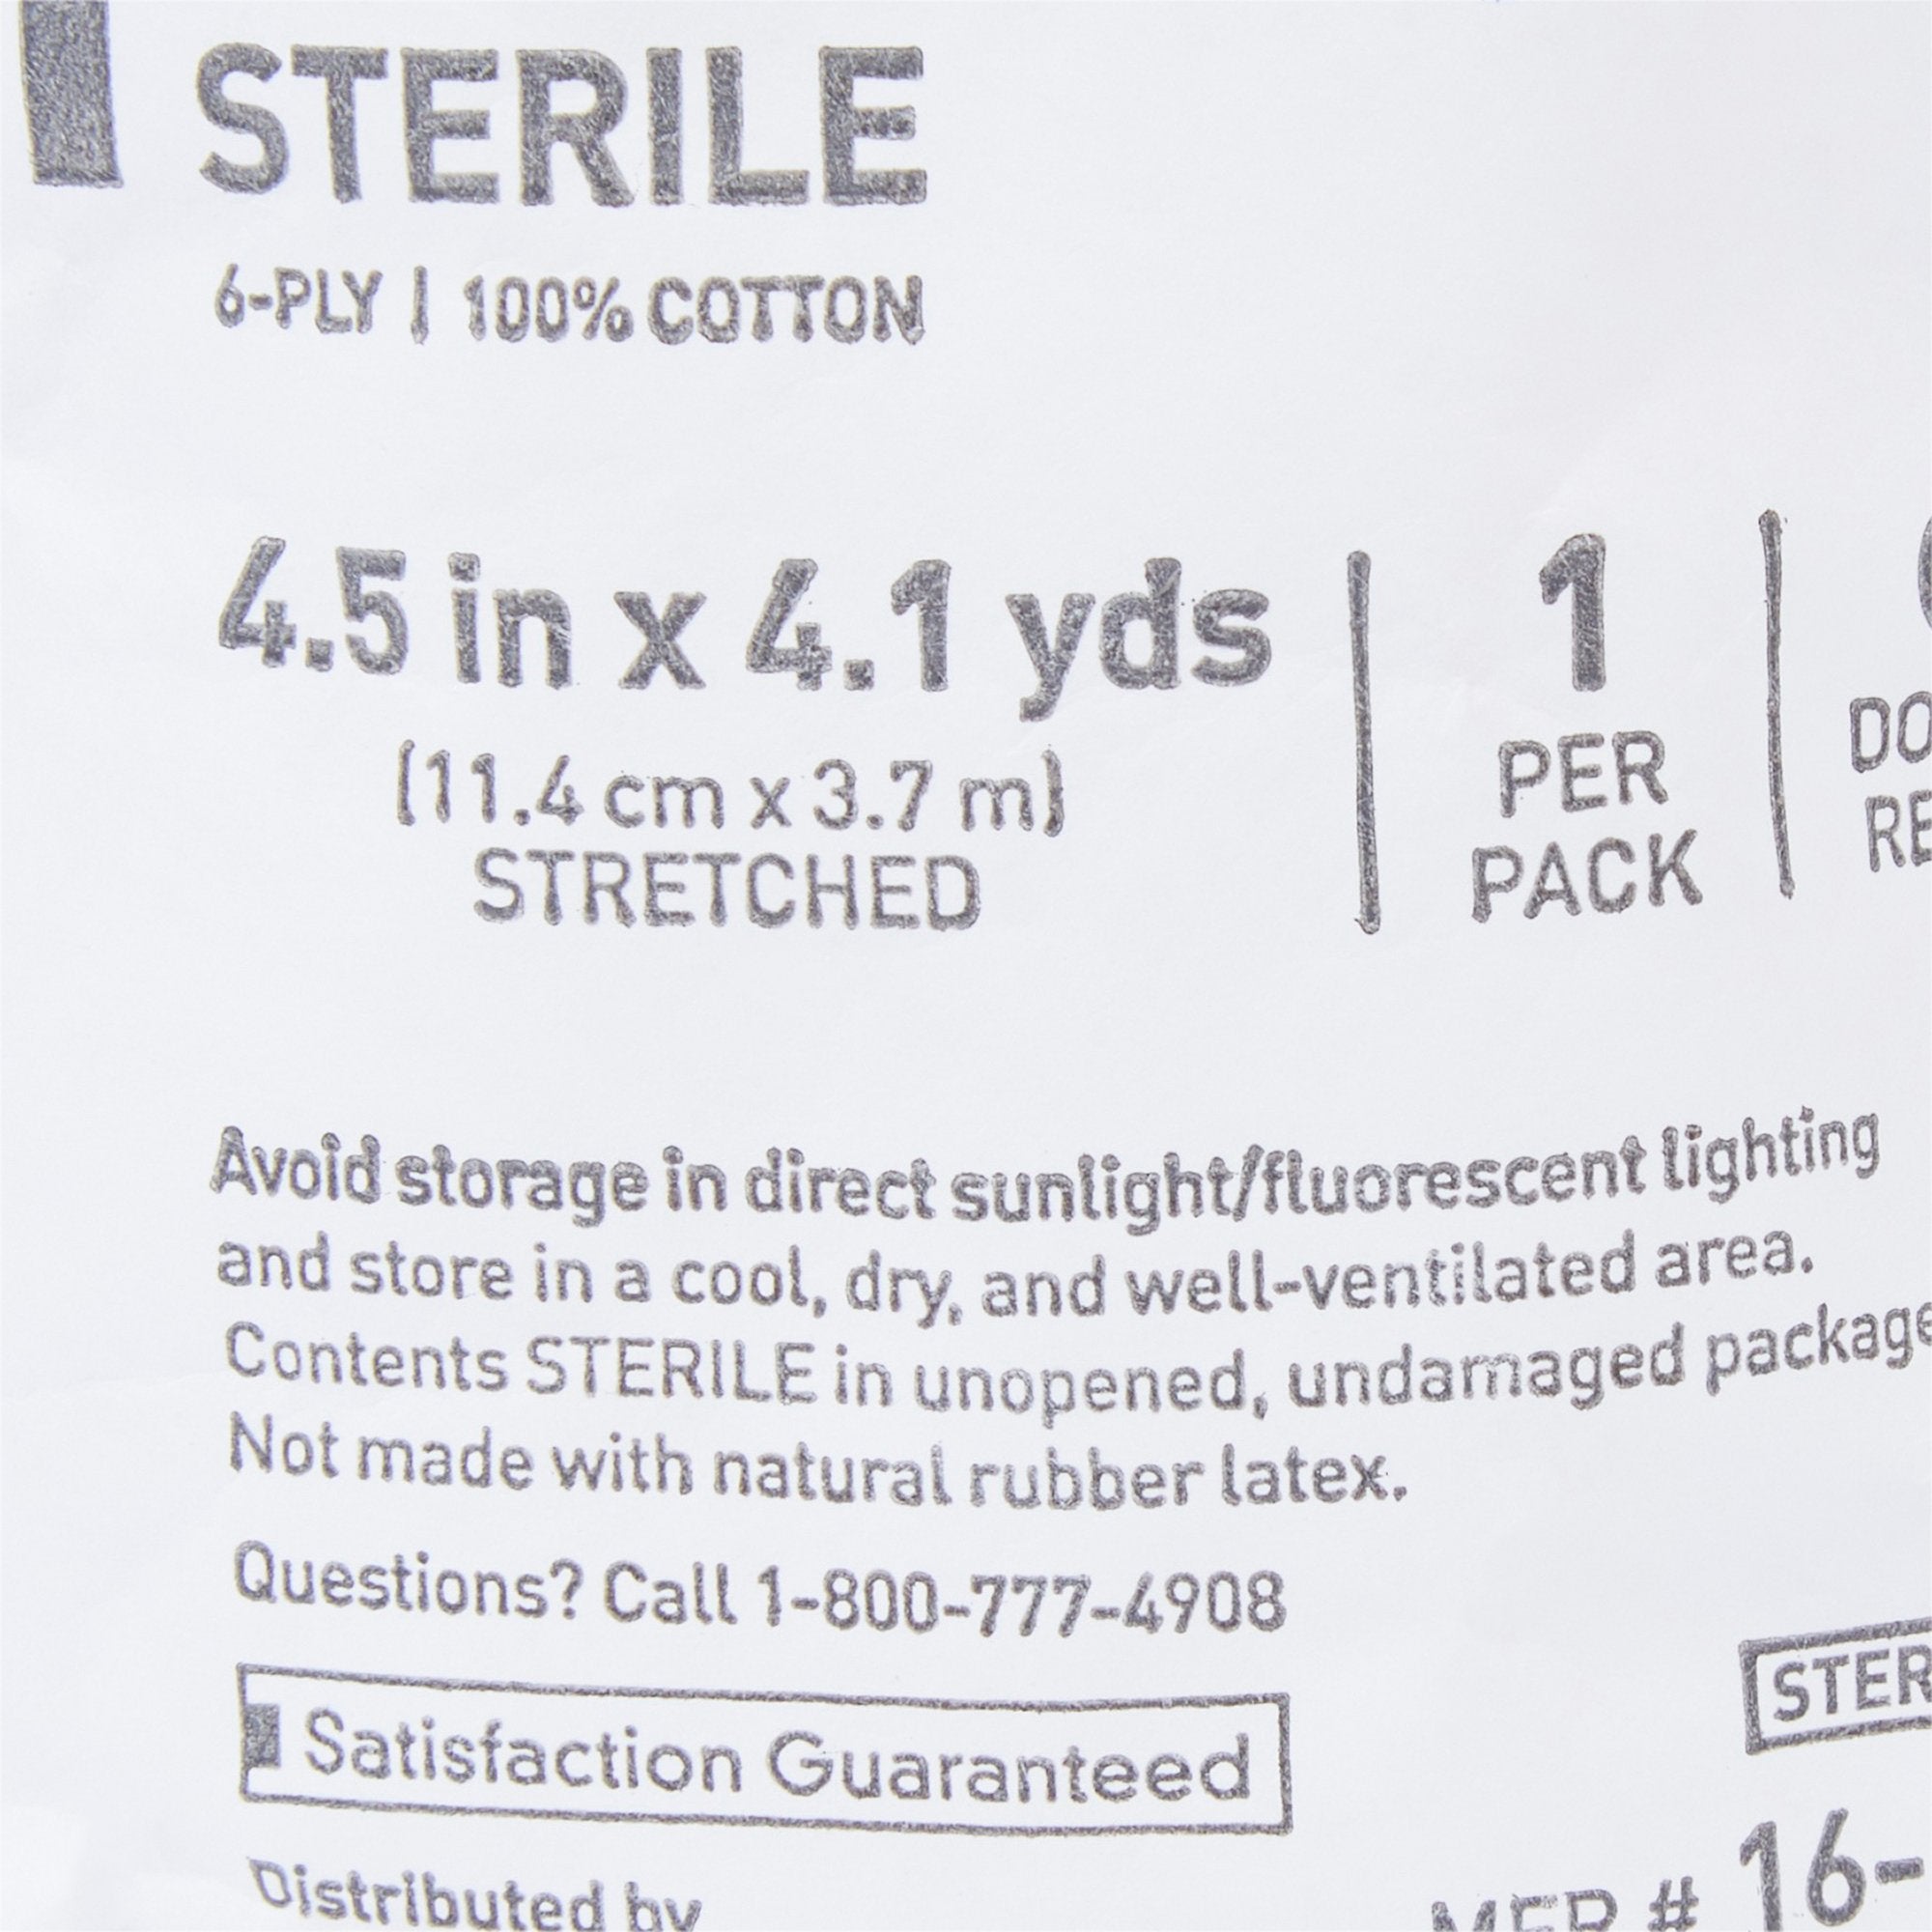 STERILE
6-PLY | 100% COTTON
4.5 in x 4.1 yds
(11.4 cm x 3.7 m)
STRETCHED
1
PER
PACK
Avoid storage in direct sunlight/fluorescent lighting
and store in a cool, dry, and well-ventilated area.
Contents STERILE in unopened, undamaged package
Not made with natural rubber latex.
Questions? Call 1-800-777-4908
Satisfaction Guaranteed
Distributed by
MFR # 16-